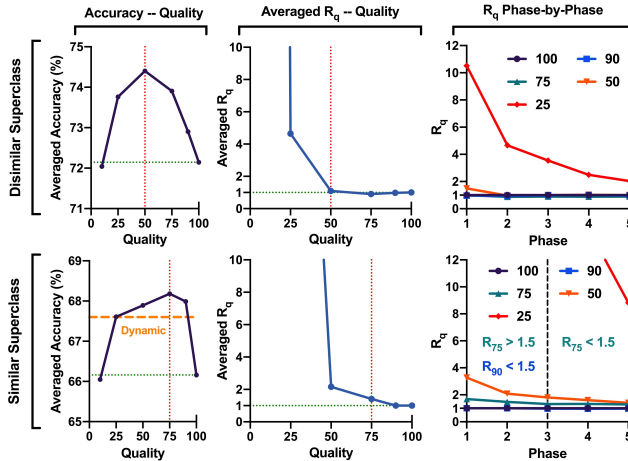 Accuracy -- Quality
Averaged Rq -- Quality
Rq Phase-by-Phase
Dissimilar Superclass
Averaged Accuracy (%)
75
74
73
72
71
0 25 50 75 100
Quality
Averaged Rq
10
8
6
4
2
1
0
0 25 50 75 100
Quality
Rq
12
10
8
6
4
2
1
0
100
90
75
50
25
1 2 3 4 5
Phase
Similar Superclass
Averaged Accuracy (%)
69
68
67
66
65
Dynamic
0 25 50 75 100
Quality
Averaged Rq
10
8
6
4
2
1
0
0 25 50 75 100
Quality
Rq
12
10
8
6
4
2
1
0
100
90
75
50
25
R75 > 1.5
R75 < 1.5
R90 < 1.5
1 2 3 4 5
Phase